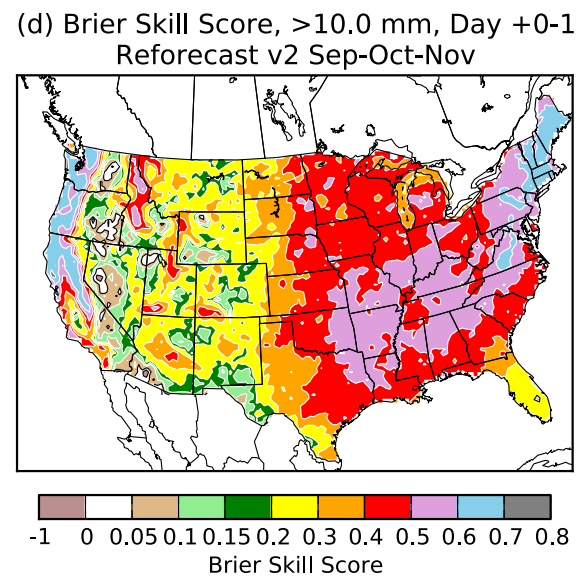 (d) Brier Skill Score, >10.0 mm, Day +0-1
Reforecast v2 Sep-Oct-Nov
-1 0 0.05 0.1 0.15 0.2 0.3 0.4 0.5 0.6 0.7 0.8
Brier Skill Score